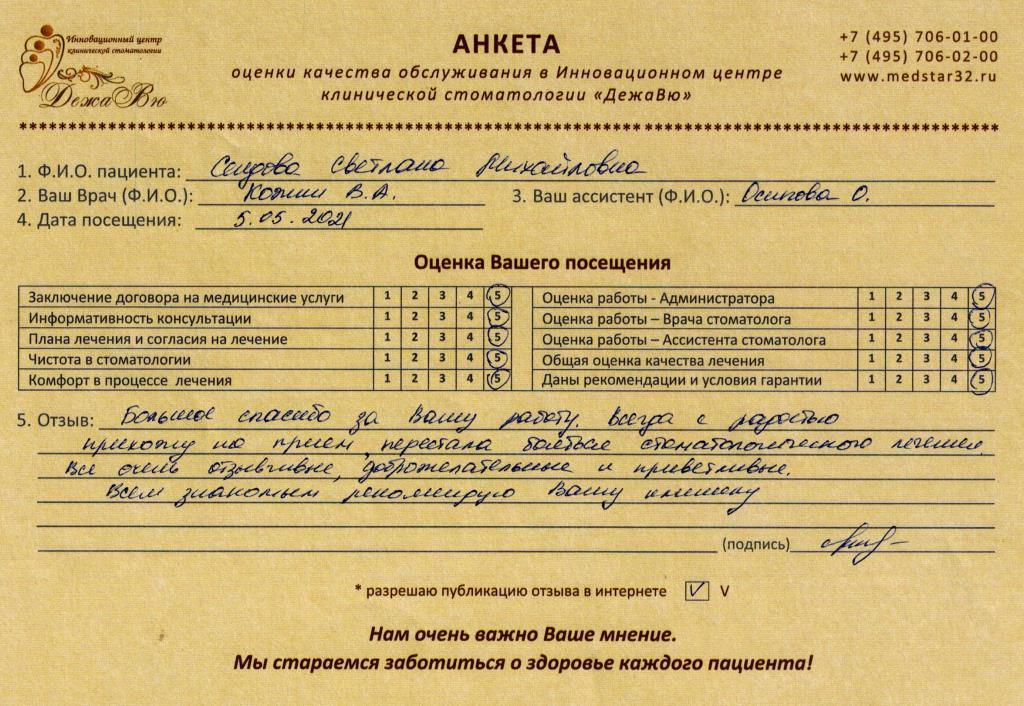 Инновационный центр
клинической стоматологии
ДежаВю
АНКЕТА
оценки качества обслуживания в Инновационном центре
клинической стоматологии «ДежаВю»
+7 (495) 706-01-00
+7 (495) 706-02-00
www.medstar32.ru
1. Ф.И.О. пациента: Светлана Михайловна
2. Ваш Врач (Ф.И.О.): В.А. 3. Ваш ассистент (Ф.И.О.): Осипова О.
4. Дата посещения: 5.05.2021
Оценка Вашего посещения
Заключение договора на медицинские услуги 1 2 3 4 5 Оценка работы - Администратора 1 2 3 4 5
Информативность консультации 1 2 3 4 5 Оценка работы – Врача стоматолога 1 2 3 4 5
Плана лечения и согласия на лечение 1 2 3 4 5 Оценка работы – Ассистента стоматолога 1 2 3 4 5
Чистота в стоматологии 1 2 3 4 5 Общая оценка качества лечения 1 2 3 4 5
Комфорт в процессе лечения 1 2 3 4 5 Даны рекомендации и условия гарантии 1 2 3 4 5
5. Отзыв: Большое спасибо за Вашу работу. Всегда с радостью
прихожу на прием, перестала бояться стоматологического лечения.
Все очень отзывчивые, доброжелательные и приветливые.
Всем знакомым рекомендую Вашу клинику
(подпись)
* разрешаю публикацию отзыва в интернете V
Нам очень важно Ваше мнение.
Мы стараемся заботиться о здоровье каждого пациента!